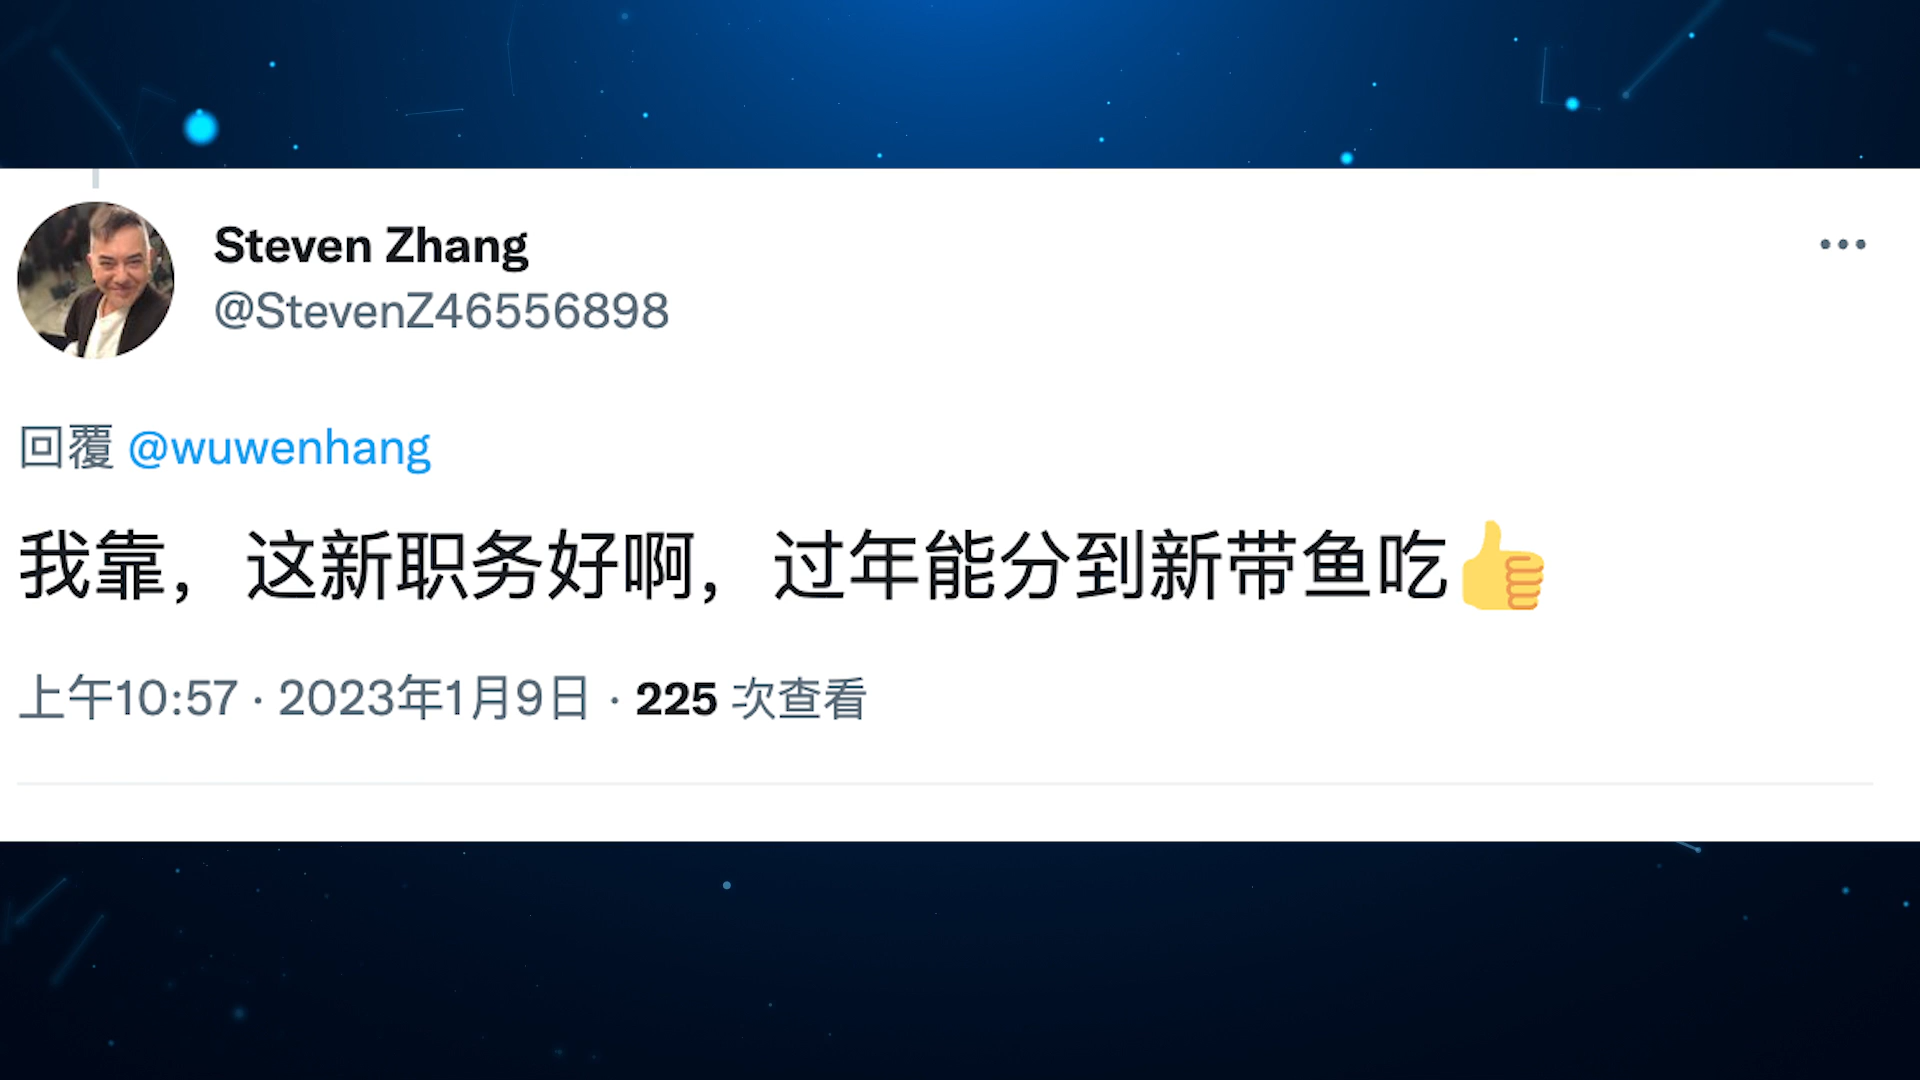 Steven Zhang
@StevenZ46556898
回覆 @wuwenhang
我靠，这新职务好啊，过年能分到新带鱼吃👍
上午10:57 · 2023年1月9日 · 225 次查看